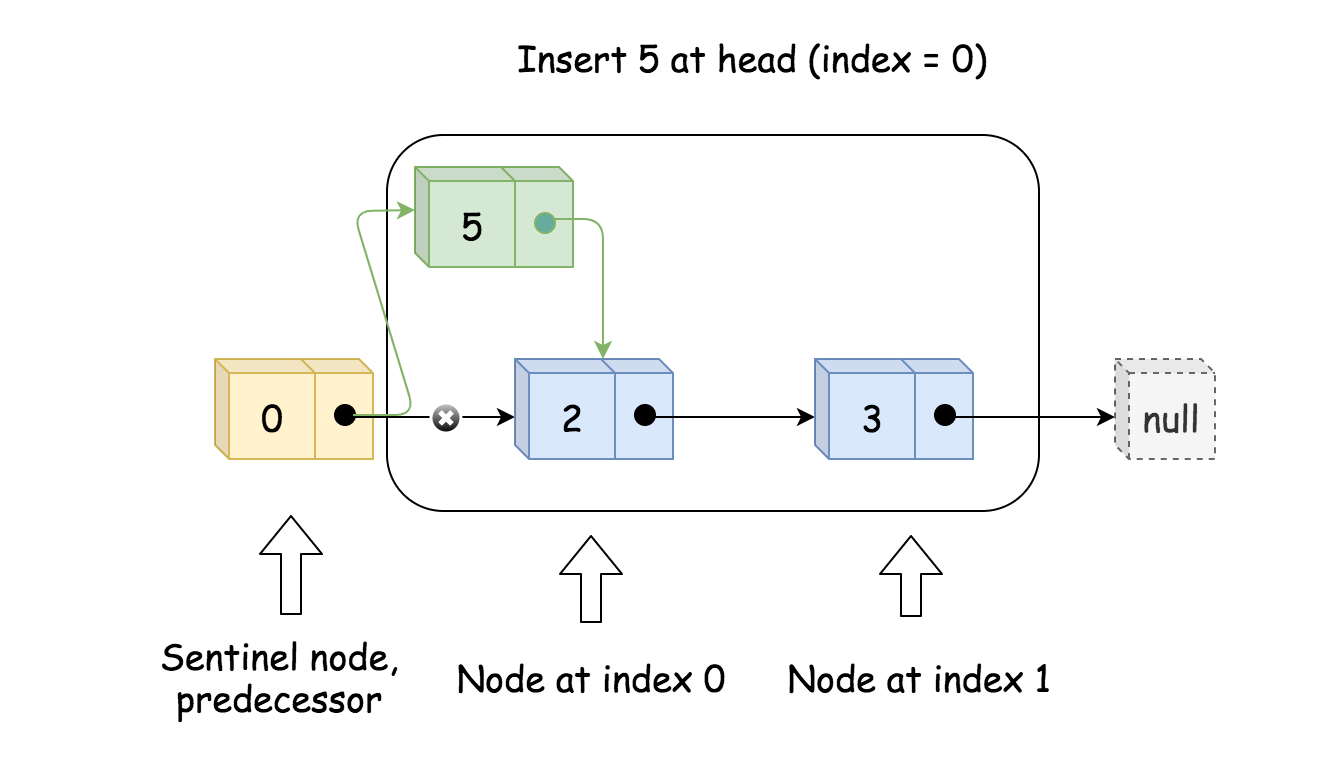 Insert 5 at head (index = 0)
5
0
2
3
null
Sentinel node,
predecessor
Node at index 0
Node at index 1